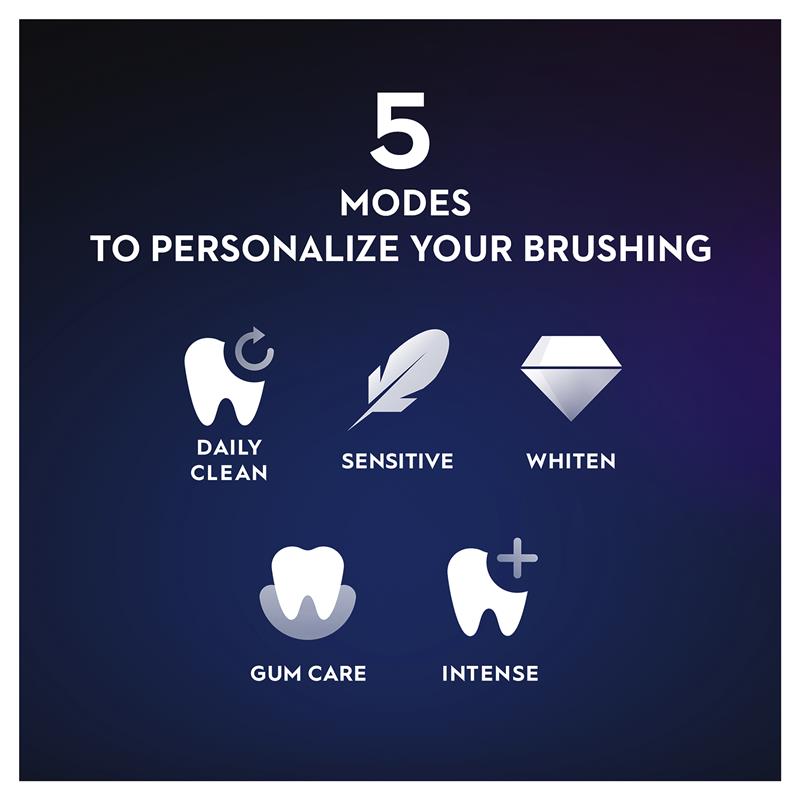 5
MODES
TO PERSONALIZE YOUR BRUSHING
DAILY
CLEAN
SENSITIVE
WHITEN
GUM CARE
INTENSE